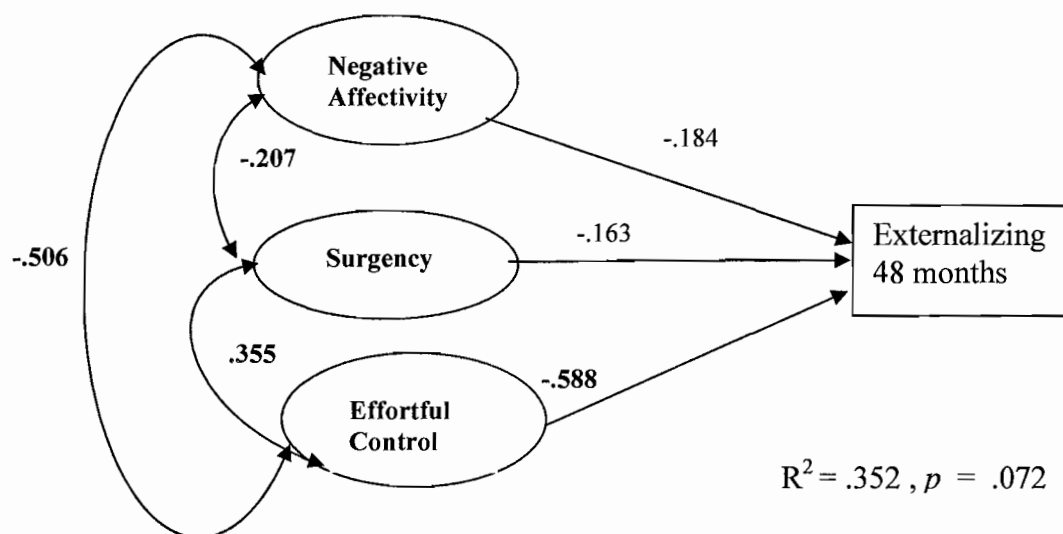 Negative
Affectivity
-.184
-.207
-.506
Surgency
-.163
Externalizing
48 months
.355
-.588
Effortful
Control
R² = .352 , p = .072